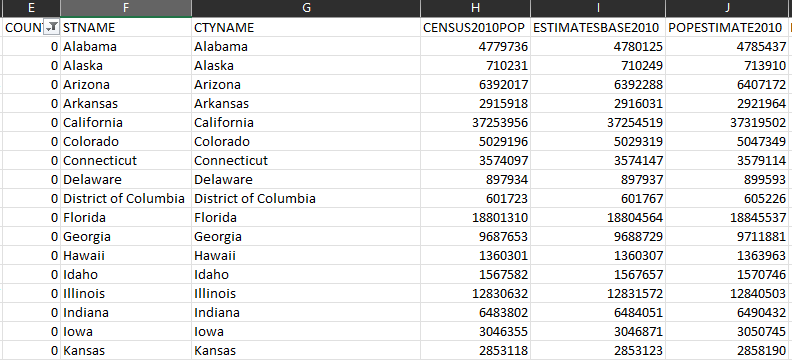 E F G H I J
COUN STNAME CTYNAME CENSUS2010POP ESTIMATESBASE2010 POPESTIMATE2010
0 Alabama Alabama 4779736 4780125 4785437
0 Alaska Alaska 710231 710249 713910
0 Arizona Arizona 6392017 6392288 6407172
0 Arkansas Arkansas 2915918 2916031 2921964
0 California California 37253956 37254519 37319502
0 Colorado Colorado 5029196 5029319 5047349
0 Connecticut Connecticut 3574097 3574147 3579114
0 Delaware Delaware 897934 897937 899593
0 District of Columbia District of Columbia 601723 601767 605226
0 Florida Florida 18801310 18804564 18845537
0 Georgia Georgia 9687653 9688729 9711881
0 Hawaii Hawaii 1360301 1360307 1363963
0 Idaho Idaho 1567582 1567657 1570746
0 Illinois Illinois 12830632 12831572 12840503
0 Indiana Indiana 6483802 6484051 6490432
0 Iowa Iowa 3046355 3046871 3050745
0 Kansas Kansas 2853118 2853123 2858190